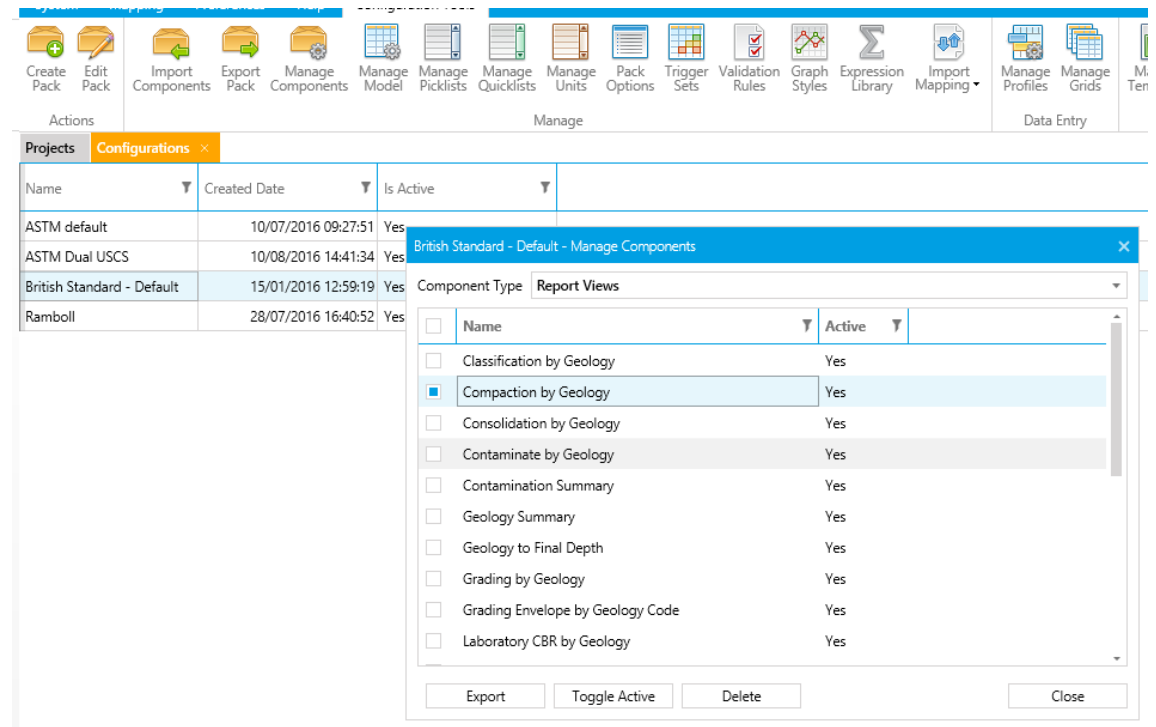 Create Pack
Edit Pack
Import Components
Export Pack
Manage Components
Manage Model
Manage Picklists
Manage Quicklists
Manage Units
Pack Options
Trigger Sets
Validation Rules
Graph Styles
Expression Library
Import Mapping
Manage Profiles
Manage Grids
Actions
Manage
Data Entry
Projects Configurations ×
Name Created Date Is Active
ASTM default 10/07/2016 09:27:51 Yes
ASTM Dual USCS 10/08/2016 14:41:34 Yes
British Standard - Default 15/01/2016 12:59:19 Yes
Ramboll 28/07/2016 16:40:52 Yes
British Standard - Default - Manage Components
Component Type Report Views
Name Active
Classification by Geology Yes
Compaction by Geology Yes
Consolidation by Geology Yes
Contaminate by Geology Yes
Contamination Summary Yes
Geology Summary Yes
Geology to Final Depth Yes
Grading by Geology Yes
Grading Envelope by Geology Code Yes
Laboratory CBR by Geology Yes
Export Toggle Active Delete Close